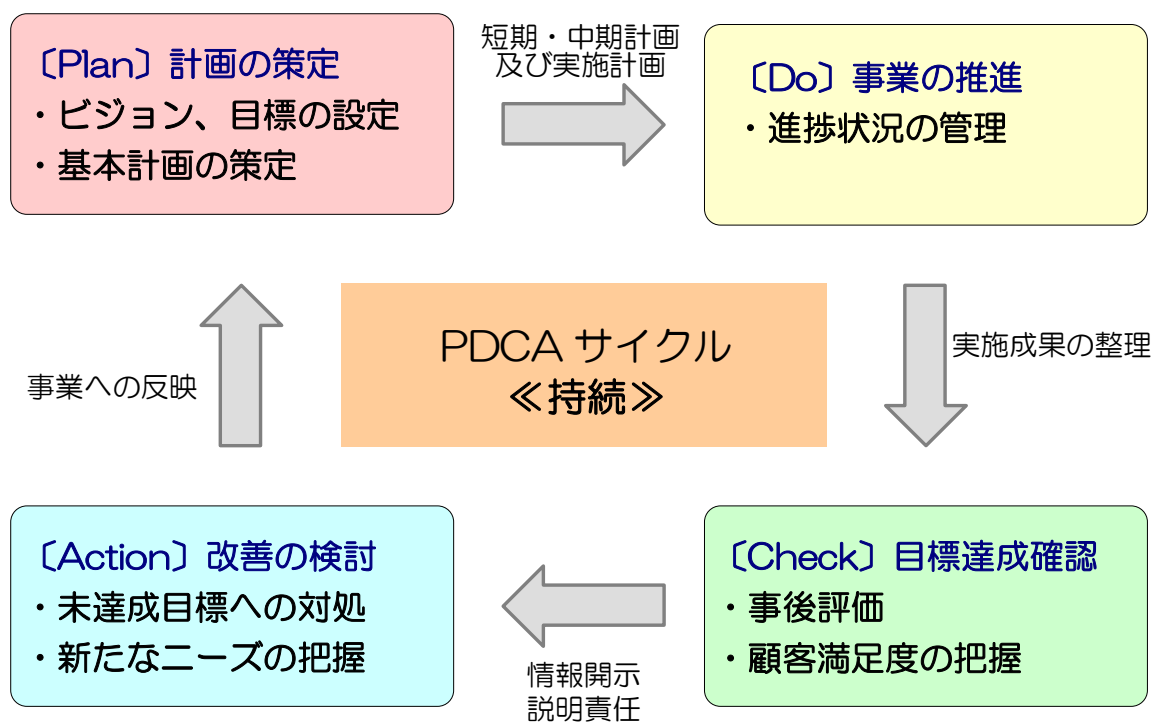 〔Plan〕計画の策定
・ビジョン、目標の設定
・基本計画の策定
短期・中期計画
及び実施計画
〔Do〕事業の推進
・進捗状況の管理
事業への反映
PDCA サイクル
≪持続≫
実施成果の整理
〔Action〕改善の検討
・未達成目標への対処
・新たなニーズの把握
情報開示
説明責任
〔Check〕目標達成確認
・事後評価
・顧客満足度の把握